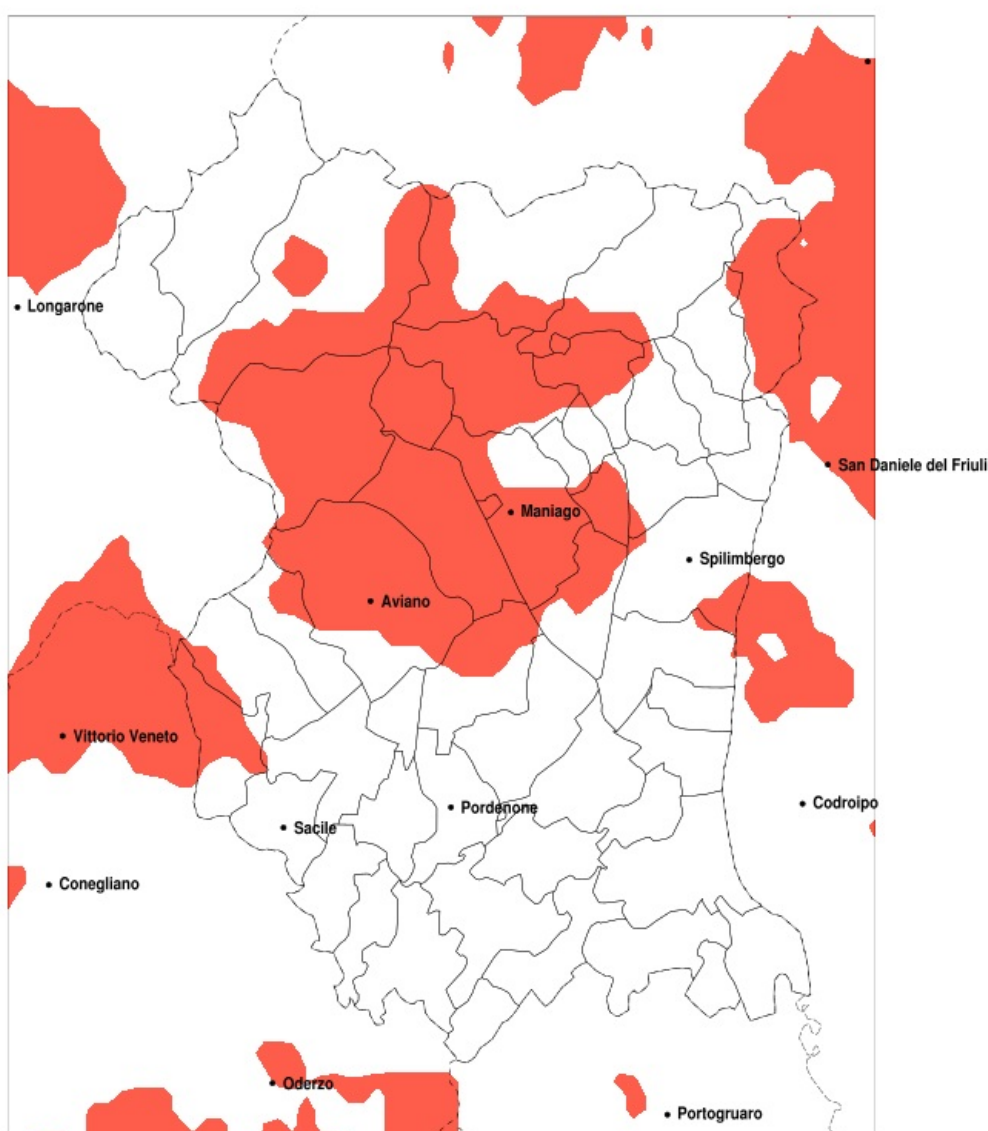 Longarone
San Daniele del Friuli
Maniago
Spilimbergo
Aviano
Vittorio Veneto
Codroipo
Pordenone
Sacile
Conegliano
Oderzo
Portogruaro